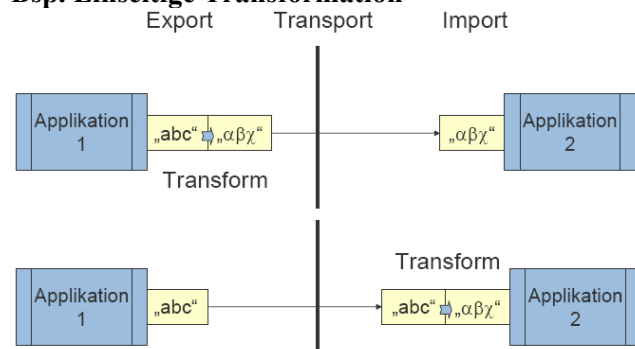 Bsp. Einseitige Transformation
Export Transport Import
Applikation
1
„abc“ „αβχ“
„αβχ“
Applikation
2
Transform
Transform
Applikation
1
„abc“
„abc“ „αβχ“
Applikation
2